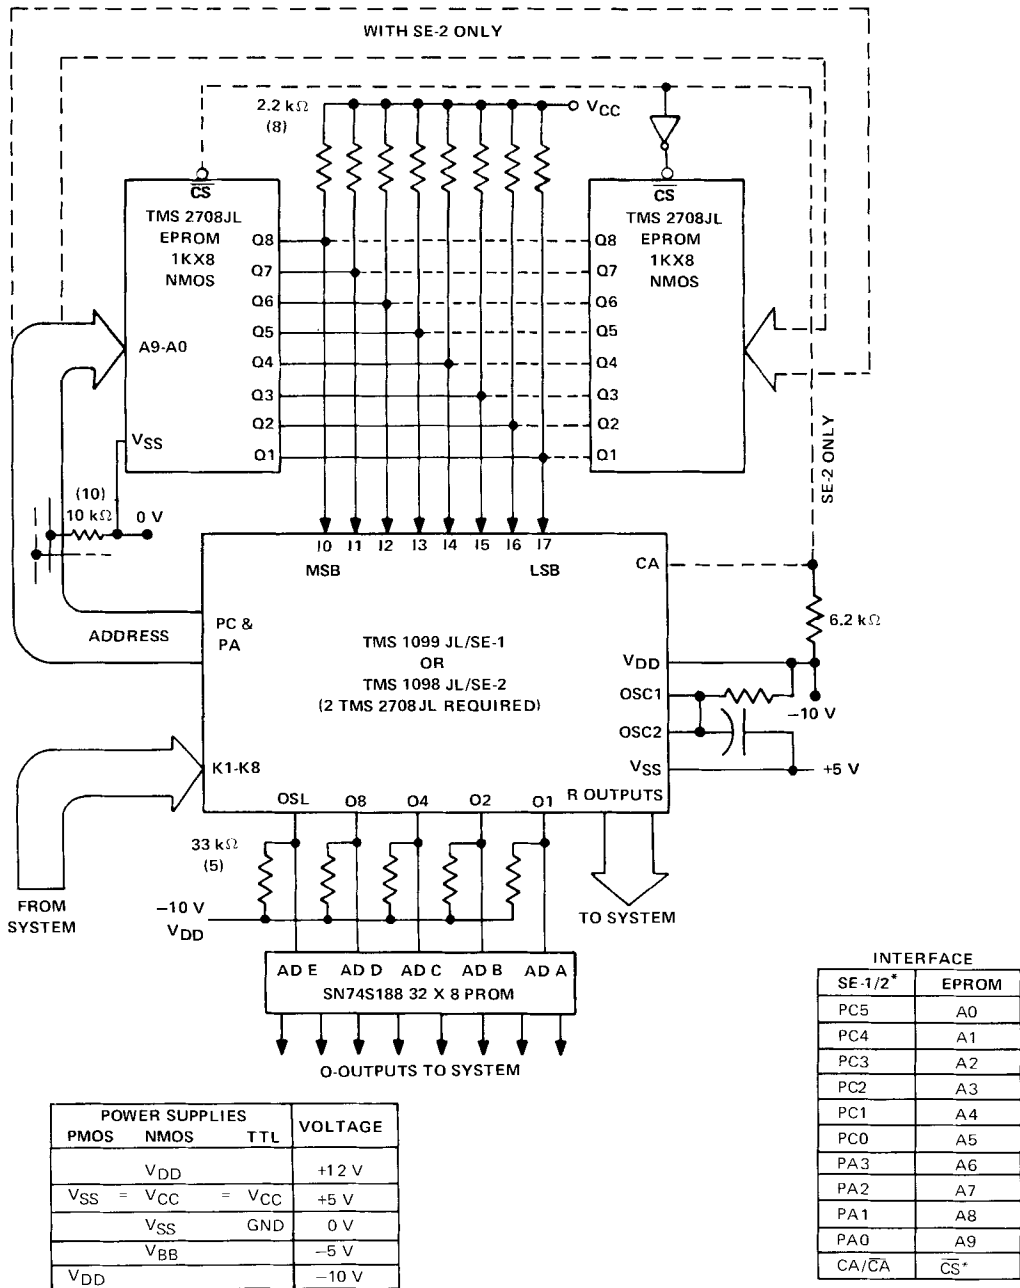 WITH SE-2 ONLY
2.2 kΩ
(8)
VCC
CS
TMS 2708JL
EPROM
1KX8
NMOS
Q8
Q7
Q6
Q5
Q4
Q3
Q2
Q1
A9-A0
VSS
CS
TMS 2708JL
EPROM
1KX8
NMOS
Q8
Q7
Q6
Q5
Q4
Q3
Q2
Q1
SE-2 ONLY
(10)
10 kΩ
0 V
I0 I1 I2 I3 I4 I5 I6 I7
MSB LSB
CA
6.2 kΩ
ADDRESS
PC &
PA
TMS 1099 JL/SE-1
OR
TMS 1098 JL/SE-2
(2 TMS 2708JL REQUIRED)
VDD
OSC1
–10 V
OSC2
VSS
+5 V
K1-K8
OSL O8 O4 O2 O1
R OUTPUTS
33 kΩ
(5)
FROM
SYSTEM
–10 V
VDD
TO SYSTEM
AD E AD D AD C AD B AD A
SN74S188 32 X 8 PROM
O-OUTPUTS TO SYSTEM
POWER SUPPLIES VOLTAGE
PMOS NMOS TTL
VDD +12 V
VSS = VCC = VCC +5 V
VSS GND 0 V
VBB –5 V
VDD –10 V
INTERFACE
SE-1/2* EPROM
PC5 A0
PC4 A1
PC3 A2
PC2 A3
PC1 A4
PC0 A5
PA3 A6
PA2 A7
PA1 A8
PA0 A9
CA/C̅A̅ C̅S̅*